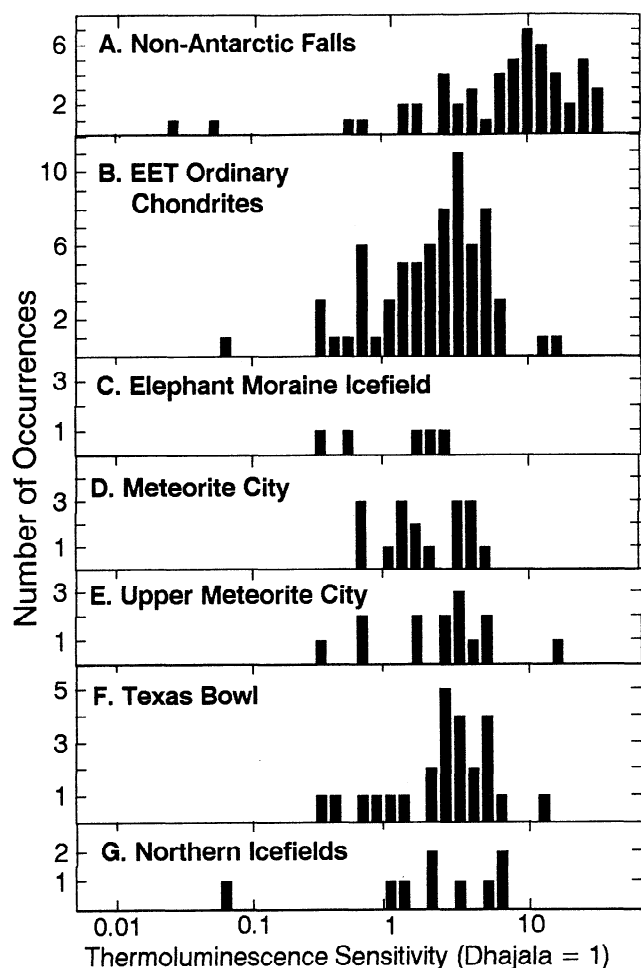 A. Non-Antarctic Falls
6
2
B. EET Ordinary
Chondrites
10
6
2
C. Elephant Moraine Icefield
3
1
D. Meteorite City
3
1
E. Upper Meteorite City
3
1
F. Texas Bowl
5
3
1
G. Northern Icefields
2
1
Number of Occurrences
0.01 0.1 1 10
Thermoluminescence Sensitivity (Dhajala = 1)